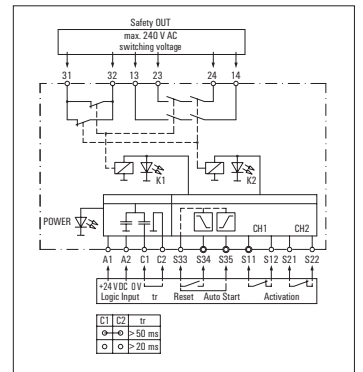 Safety OUT
max. 240 V AC
switching voltage
31 32 13 23 24 14
K1 K2
POWER
CH1 CH2
A1 A2 C1 C2 S33 S34 S35 S11 S12 S21 S22
+24 V DC 0 V
Logic Input tr Reset Auto Start Activation
C1 C2 tr
>50 ms
>20 ms